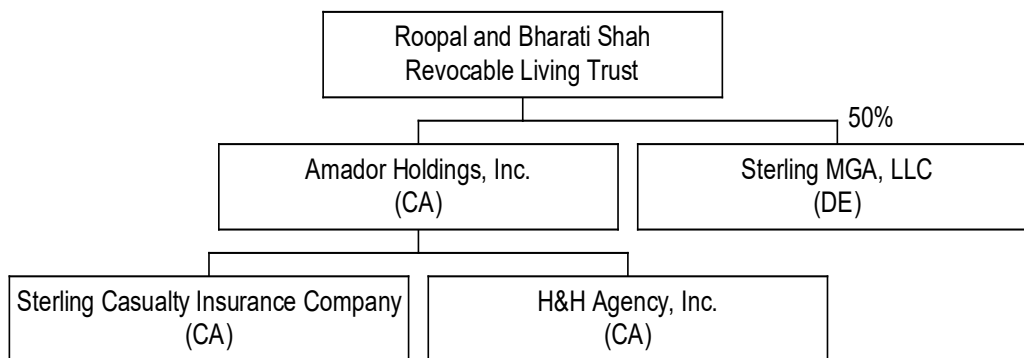 Roopal and Bharati Shah
Revocable Living Trust
50%
Amador Holdings, Inc.
(CA)
Sterling MGA, LLC
(DE)
Sterling Casualty Insurance Company
(CA)
H&H Agency, Inc.
(CA)